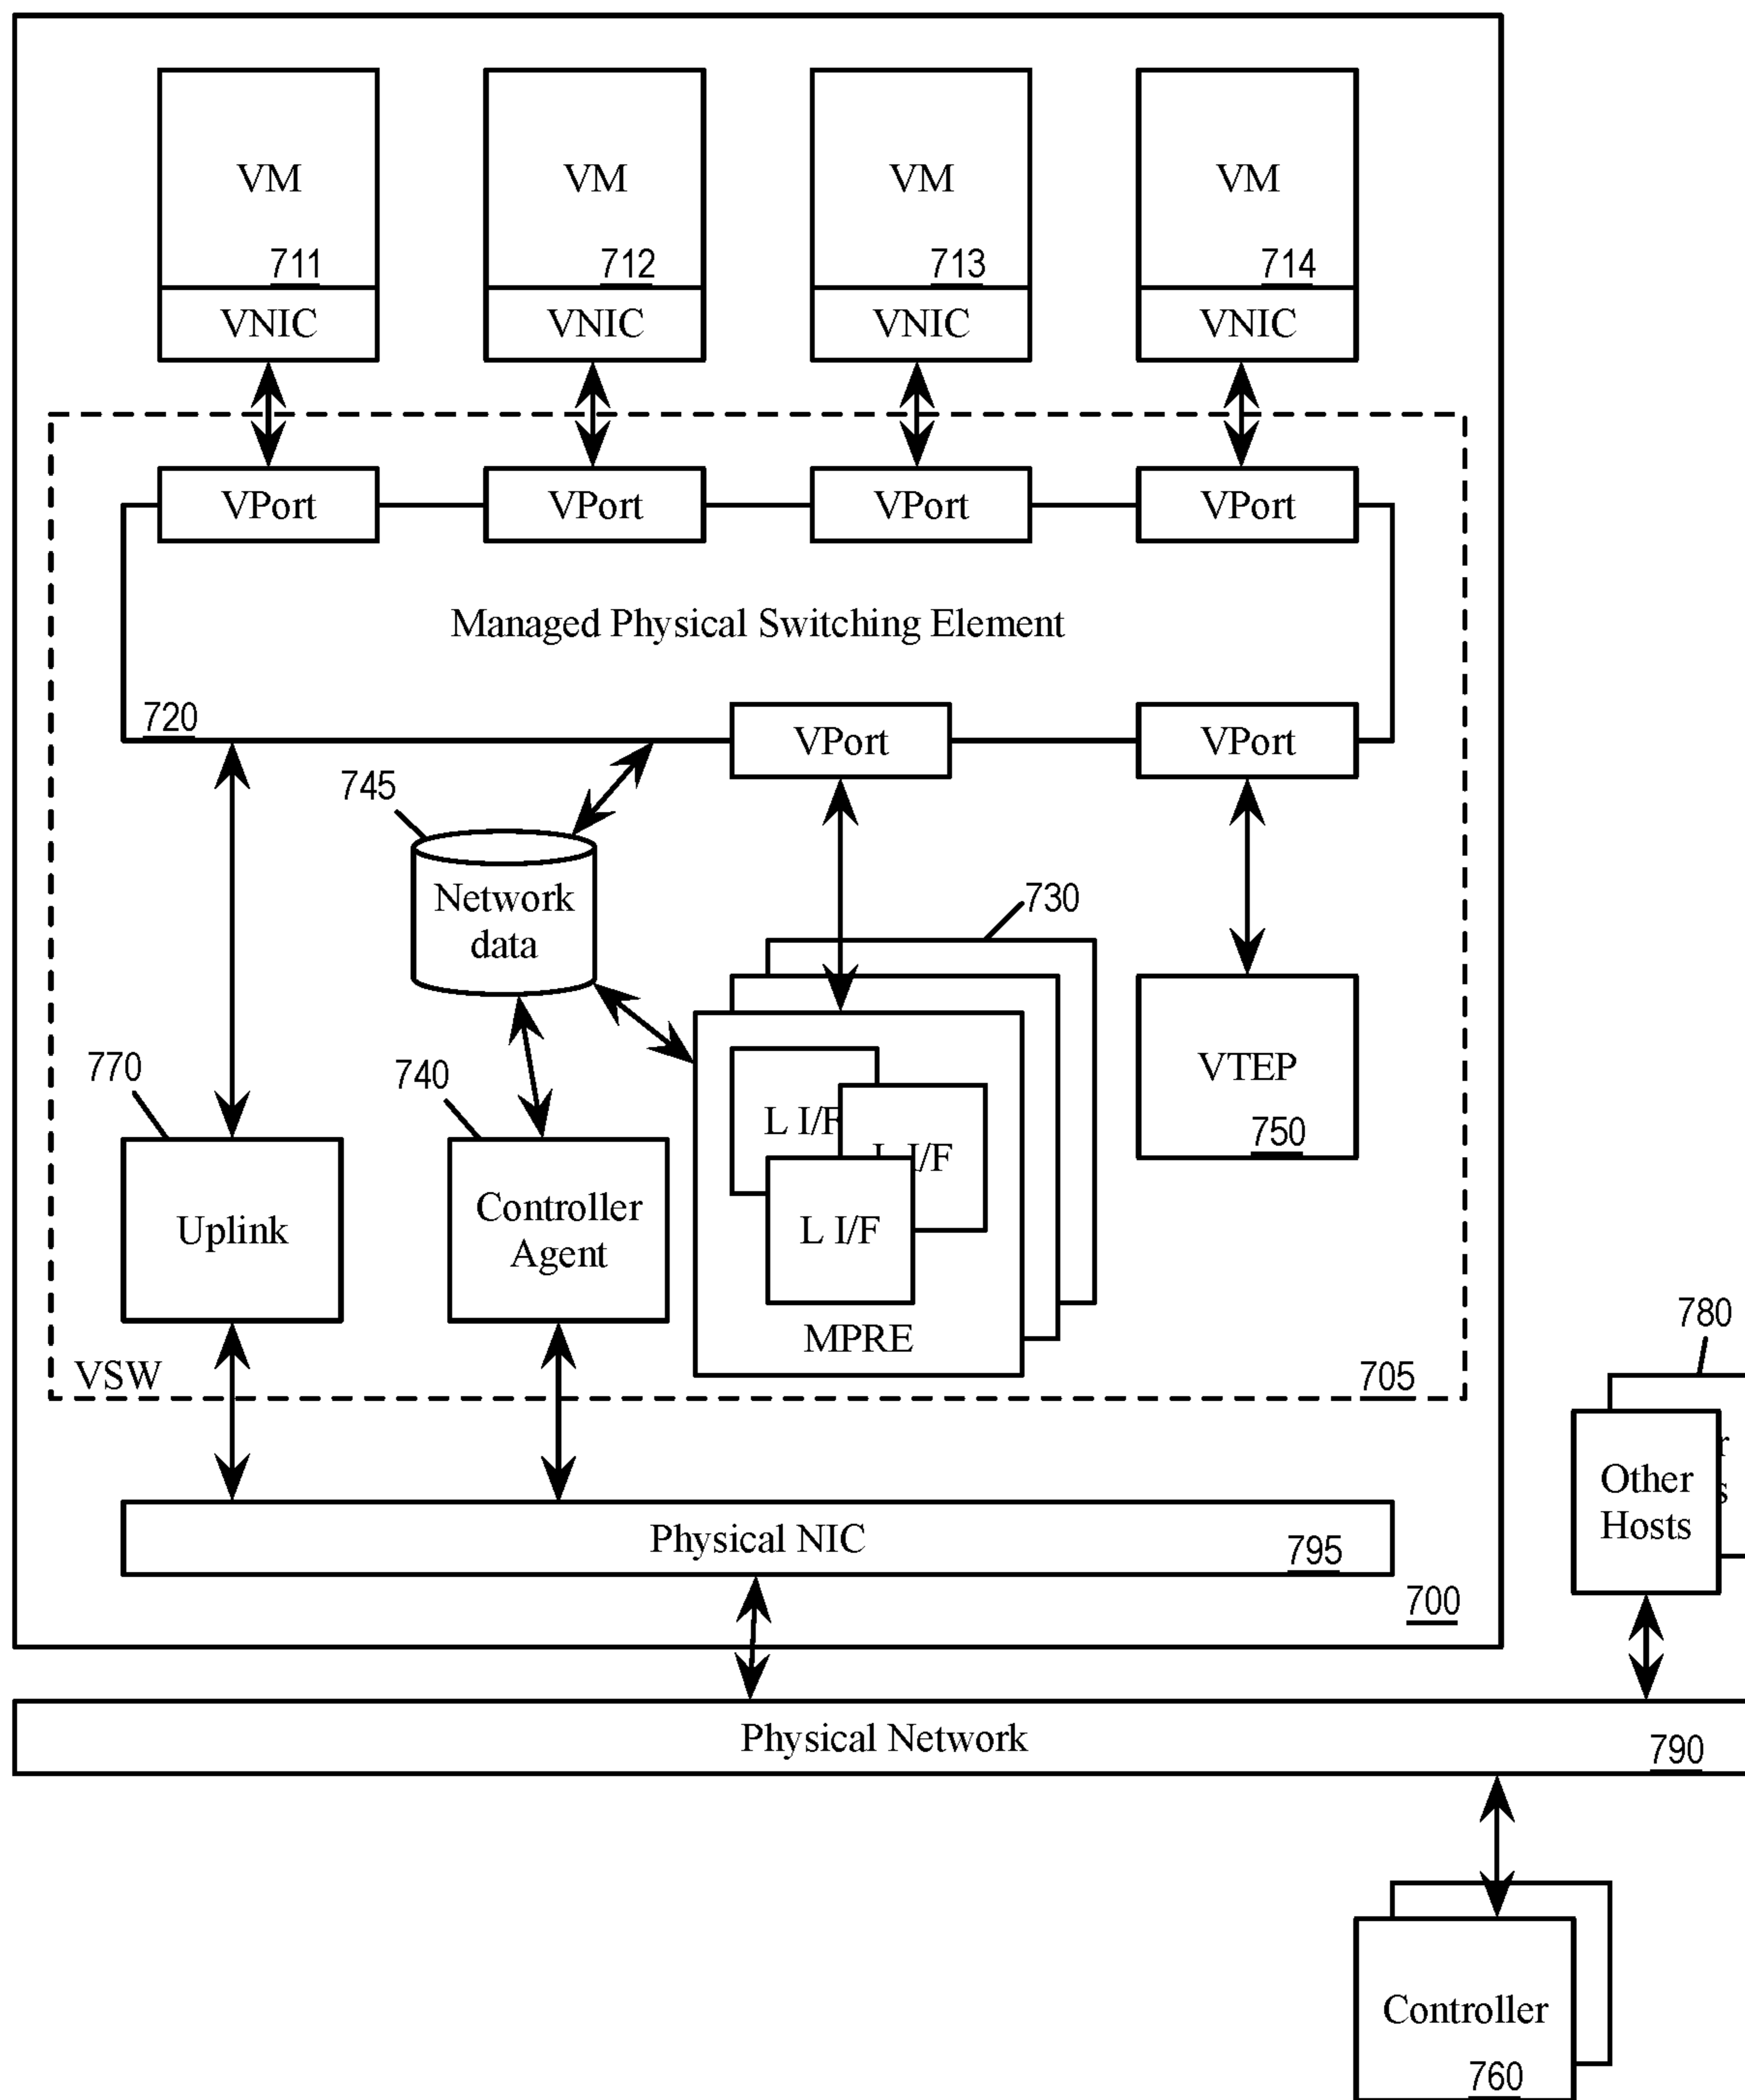 VM
VM
VM
VM
711
712
713
714
VNIC
VNIC
VNIC
VNIC
VPort
VPort
VPort
VPort
Managed Physical Switching Element
720
VPort
VPort
745
Network
data
730
770
740
VTEP
750
L I/F
I/F
L I/F
Uplink
Controller
Agent
MPRE
VSW
705
780
Other
Hosts
r
s
Physical NIC
795
700
Physical Network
790
Controller
760